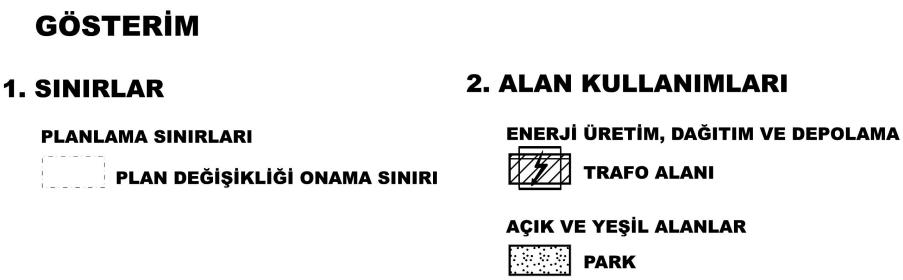 GÖSTERİM
1. SINIRLAR
PLANLAMA SINIRLARI
PLAN DEĞİŞİKLİĞİ ONAMA SINIRI
2. ALAN KULLANIMLARI
ENERJİ ÜRETİM, DAĞITIM VE DEPOLAMA
TRAFO ALANI
AÇIK VE YEŞİL ALANLAR
PARK